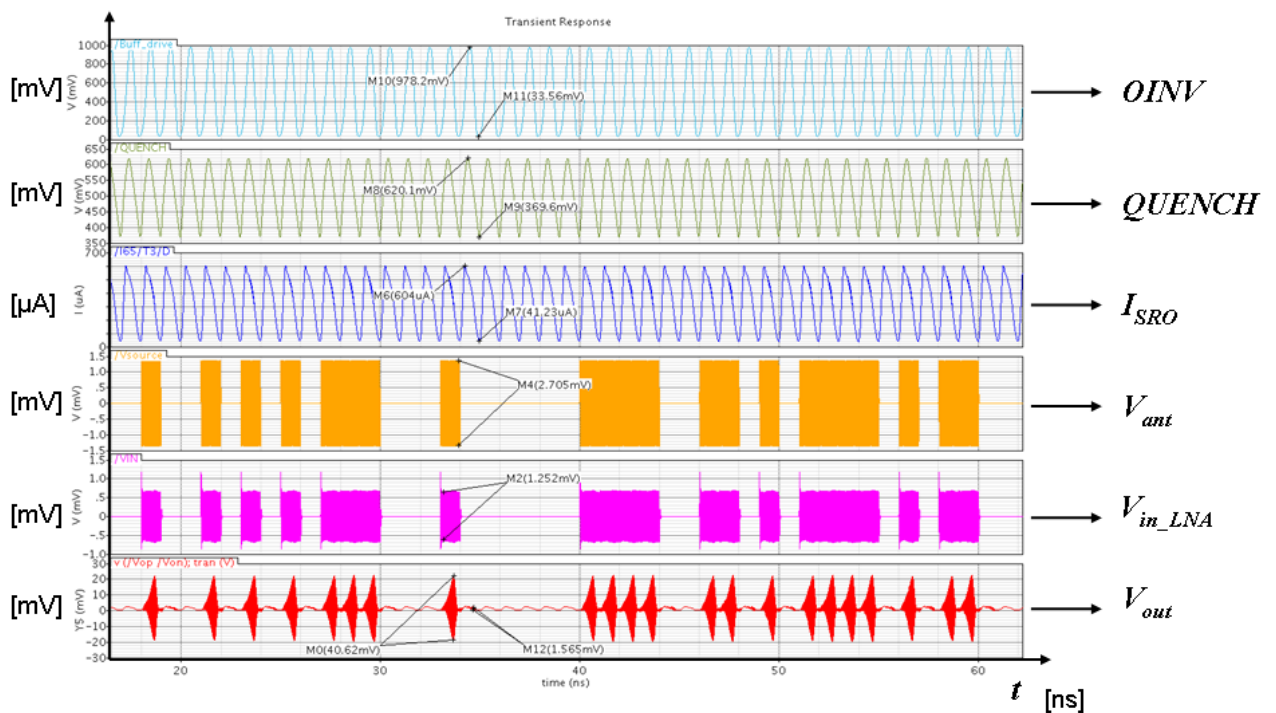 Transient Response
/Buff_drive
1000
800
600
400
200
0
V (mV)
[mV]
M10(978.2mV)
M11(33.56mV)
OINV
/QUENCH
650
600
550
500
450
400
350
V (mV)
[mV]
M8(620.1mV)
M9(369.6mV)
QUENCH
/I65/T3/D
700
0
I (uA)
[µA]
M6(604uA)
M7(41.23uA)
I_SRO
/Vsource
1.5
1.0
.5
0
-.5
-1.0
-1.5
V (mV)
[mV]
M4(2.705mV)
V_ant
/VIN
1.5
1.0
.5
0
-.5
-1.0
V (mV)
[mV]
M2(1.252mV)
V_in_LNA
v (/Vop /Von); tran (V)
30
20
10
0
-10
-20
-30
Y5 (mV)
[mV]
M0(40.62mV)
M12(1.565mV)
V_out
20 30 40 50 60
time (ns)
t [ns]